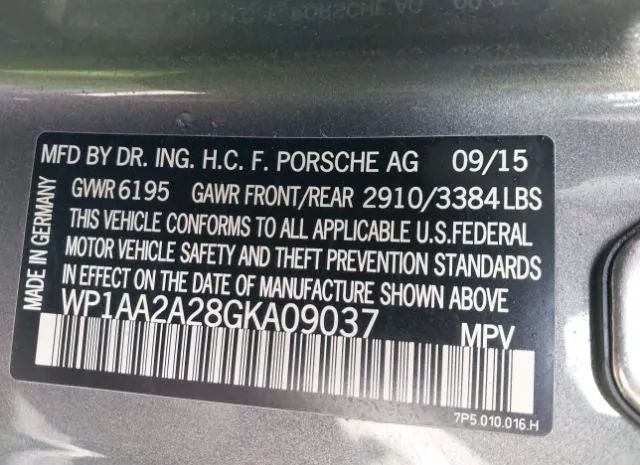 MFD BY DR. ING. H.C. F. PORSCHE AG 09/15
GVWR 6195 GAWR FRONT/REAR 2910/3384 LBS
THIS VEHICLE CONFORMS TO ALL APPLICABLE U.S.FEDERAL
MOTOR VEHICLE SAFETY AND THEFT PREVENTION STANDARDS
IN EFFECT ON THE DATE OF MANUFACTURE SHOWN ABOVE
WP1AA2A28GKA09037 MPV
MADE IN GERMANY
7P5.010.016.H
PORSCHE AG